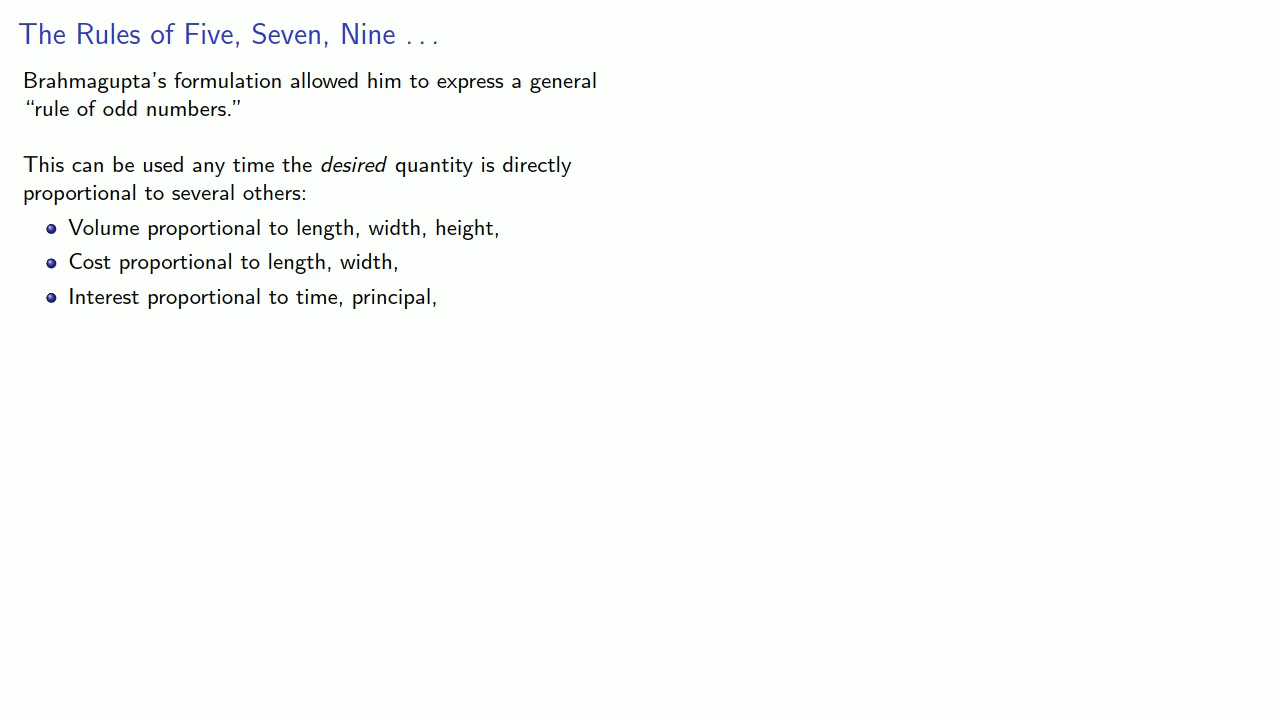 The Rules of Five, Seven, Nine . . .
Brahmagupta's formulation allowed him to express a general
“rule of odd numbers.”
This can be used any time the desired quantity is directly
proportional to several others:
Volume proportional to length, width, height,
Cost proportional to length, width,
Interest proportional to time, principal,